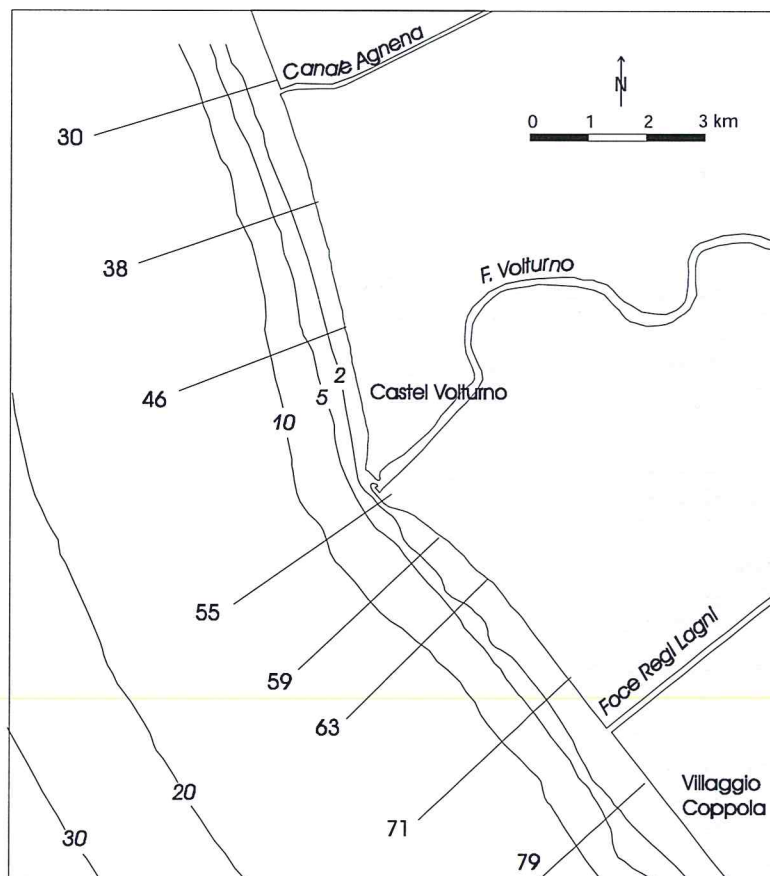 Canale Agnena
N
0 1 2 3 km
30
38
F. Volturno
46
2
5
10
Castel Volturno
55
59
63
Foce Regi Lagni
71
Villaggio
Coppola
20
30
79